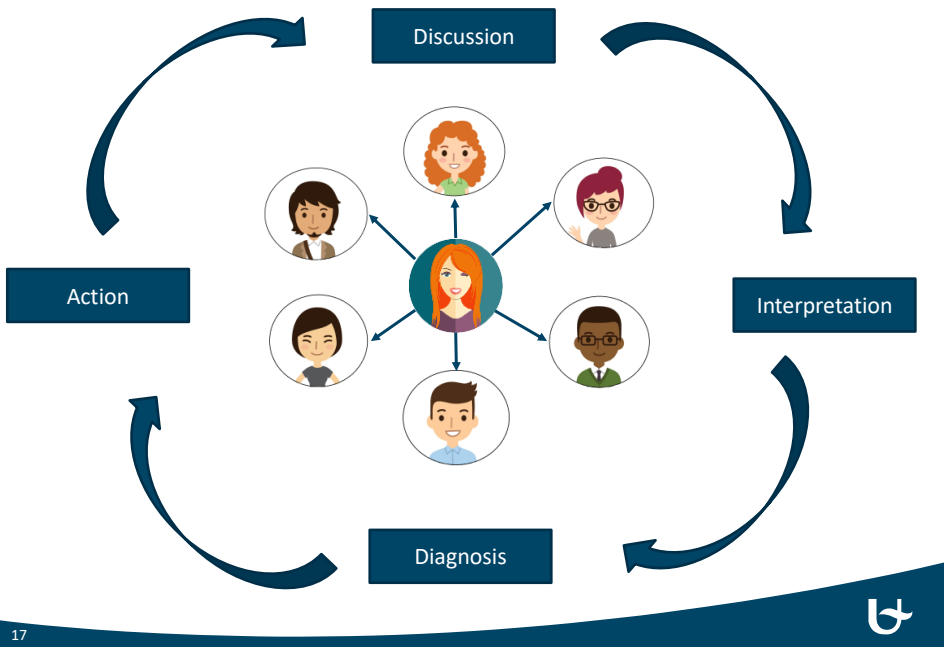 Discussion
Action
Interpretation
Diagnosis
17